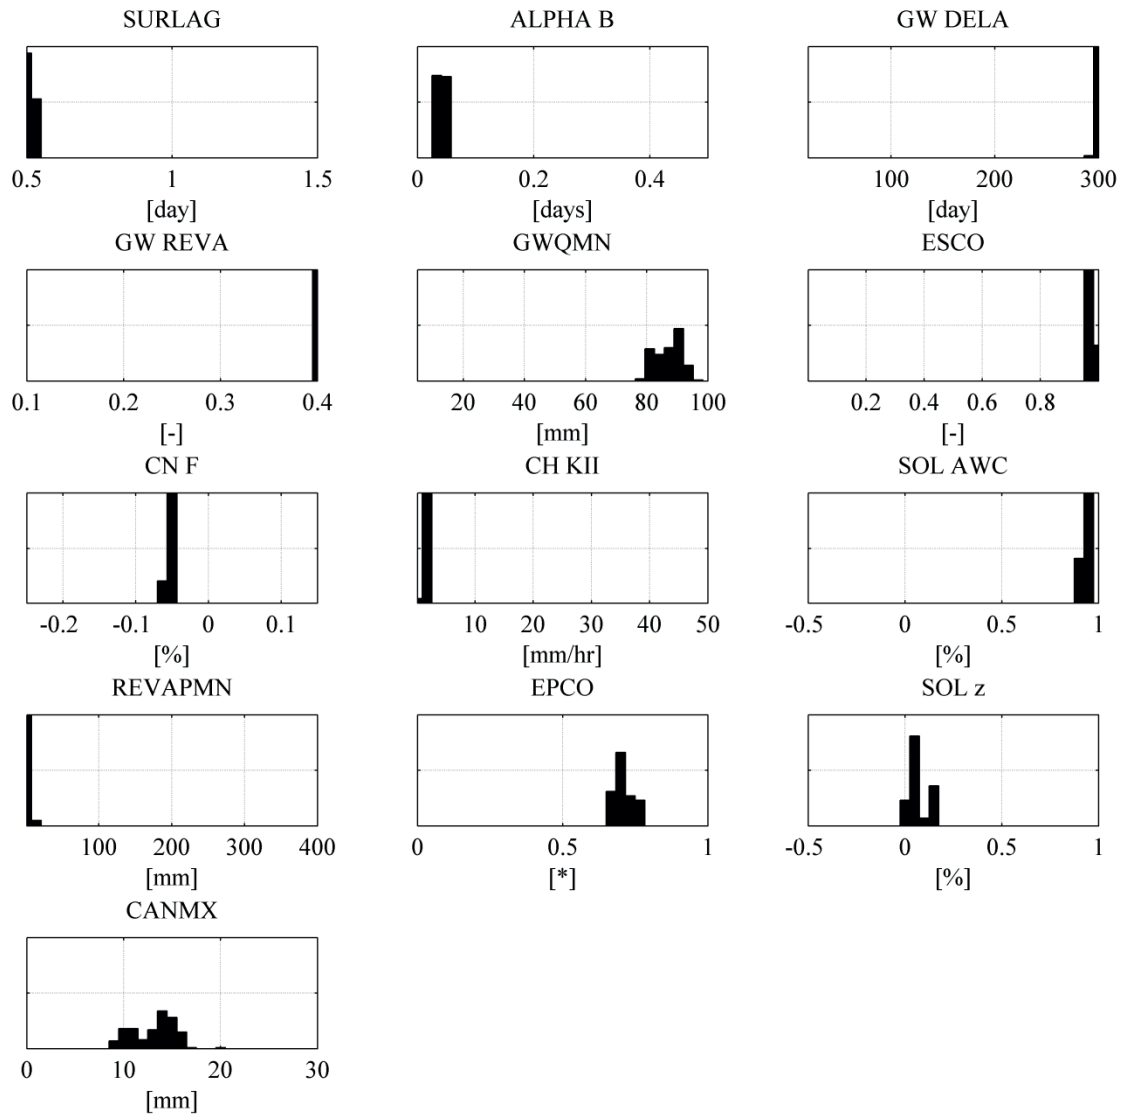 SURLAG ALPHA B GW DELA
0.5 1 1.5 0 0.2 0.4 100 200 300
[day] [days] [day]
GW REVA GWQMN ESCO
0.1 0.2 0.3 0.4 20 40 60 80 100 0.2 0.4 0.6 0.8
[-] [mm] [-]
CN F CH KII SOL AWC
-0.2 -0.1 0 0.1 10 20 30 40 50 -0.5 0 0.5 1
[%] [mm/hr] [%]
REVAPMN EPCO SOL z
100 200 300 400 0 0.5 1 -0.5 0 0.5 1
[mm] [*] [%]
CANMX
0 10 20 30
[mm]